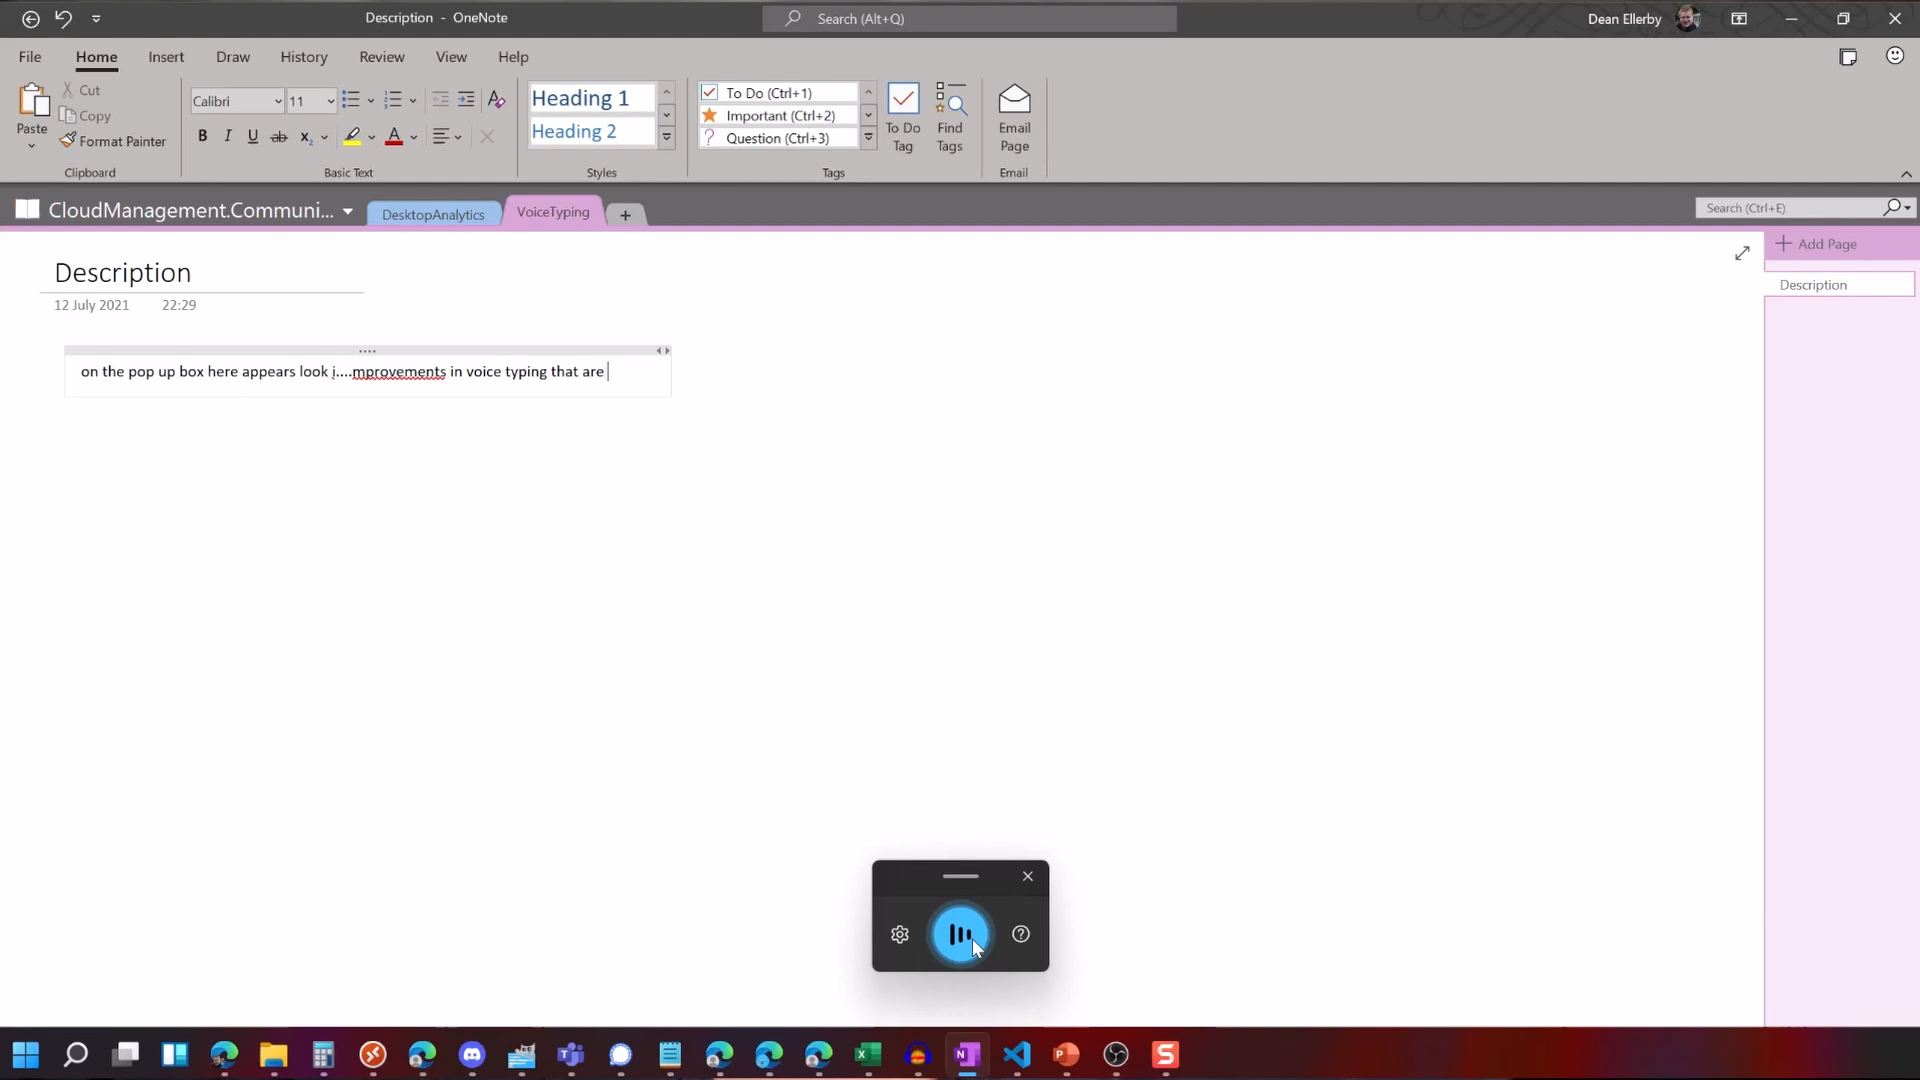 Description - OneNote
Search (Alt+Q)
Dean Ellerby
File Home Insert Draw History Review View Help
Paste
Cut
Copy
Format Painter
Clipboard
Calibri 11
B I U ab x₂ A
Basic Text
Heading 1
Heading 2
Styles
To Do (Ctrl+1)
Important (Ctrl+2)
? Question (Ctrl+3)
Tags
To Do Tag
Find Tags
Email Page
Email
CloudManagement.Communi... DesktopAnalytics VoiceTyping +
Search (Ctrl+E)
Add Page
Description
Description
12 July 2021 22:29
on the pop up box here appears look i....mprovements in voice typing that are